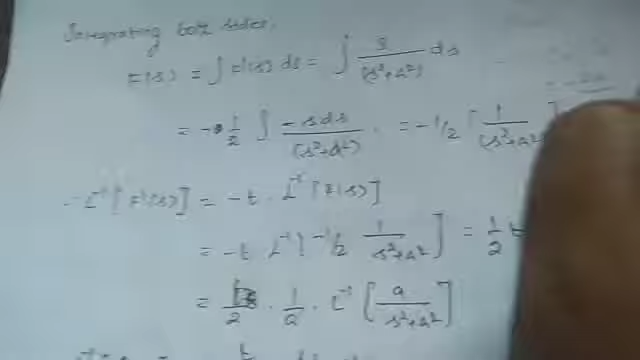 Integrating both sides.
F(s) = ∫ F'(s) ds = ∫ s/(s²+a²) ds
= - 1/2 ∫ -s ds/(s²+a²) . = -1/2 [ 1/(s²+a²) ]
L⁻¹[F'(s)] = -t . L⁻¹[F(s)]
= -t L⁻¹[ -1/2 1/s²+a² ] = 1/2 t
= t/2 . 1/a . L⁻¹[ a/s²+a² ]